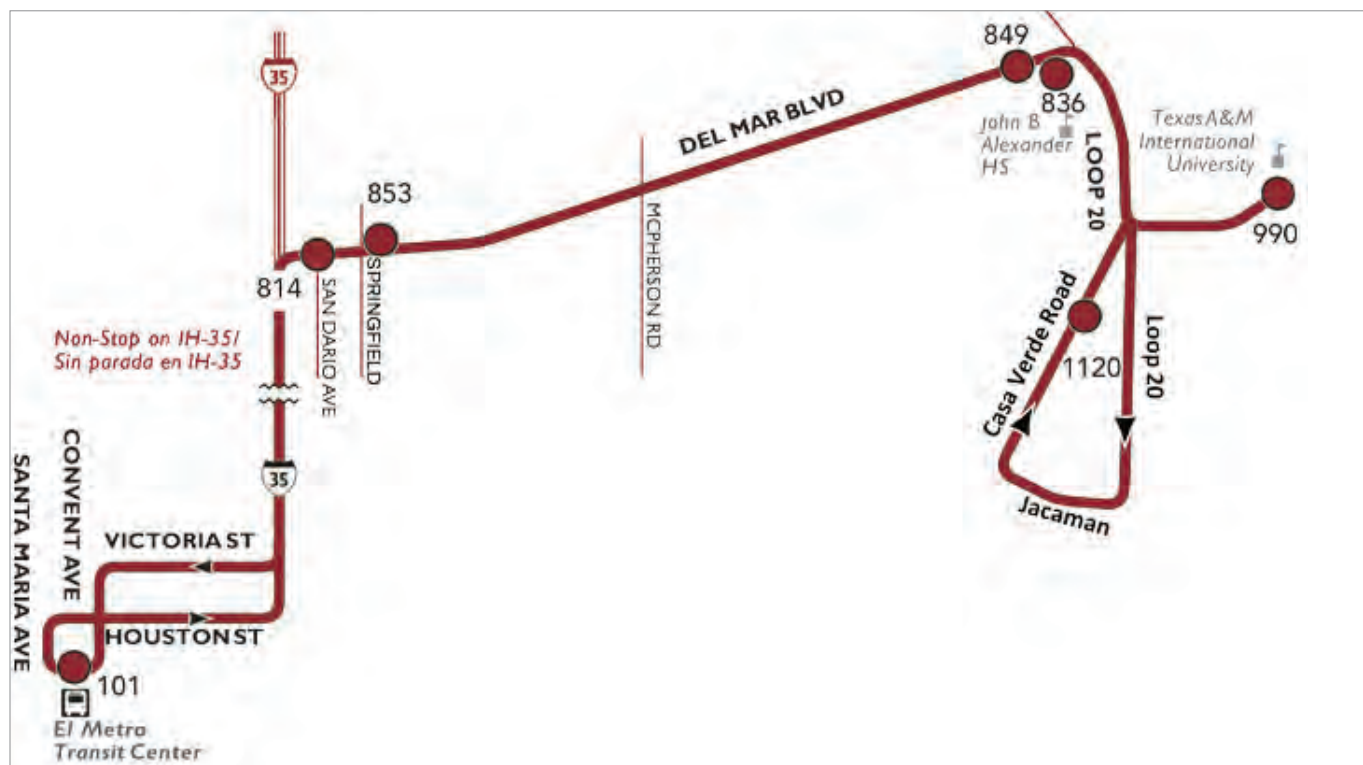 35
849
836
John B
Alexander
HS
Texas A&M
International
University
990
DEL MAR BLVD
LOOP 20
853
814
SAN DARIO AVE
SPRINGFIELD
MCPHERSON RD
Non-Stop on IH-35/
Sin parada en IH-35
Casa Verde Road
1120
Loop 20
Jacaman
35
SANTA MARIA AVE
CONVENT AVE
VICTORIA ST
HOUSTON ST
101
El Metro
Transit Center